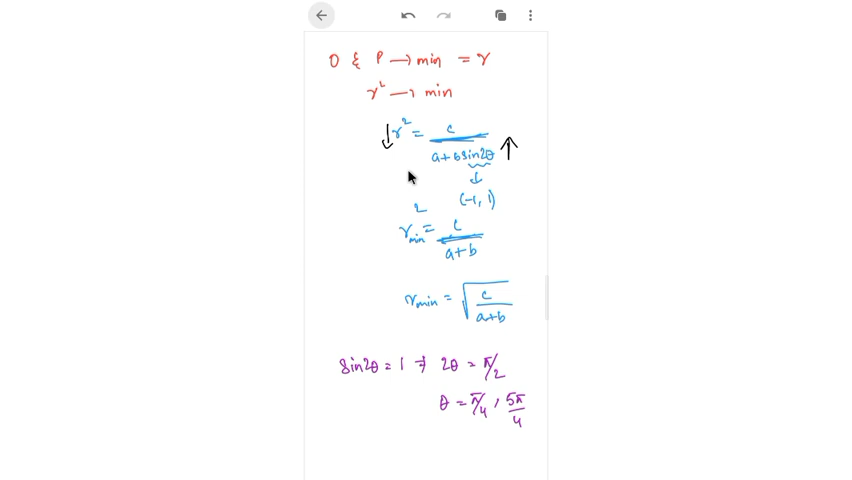 O & P → min = r
r² → min
↓ r² = c / (a + b sin2θ) ↑
↓
(-1, 1)
r²min = c / (a+b)
rmin = √(c / (a+b))
sin2θ = 1 ⇒ 2θ = π/2
θ = π/4, 5π/4